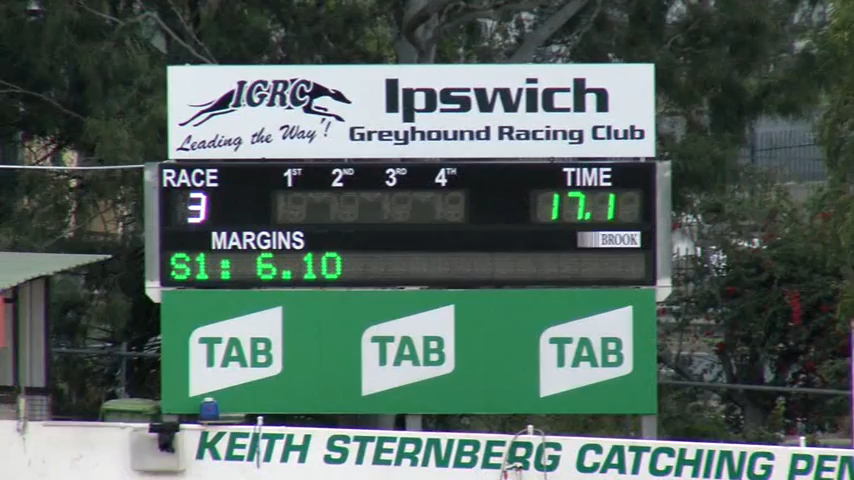 IGRC
Leading the Way!
Ipswich
Greyhound Racing Club
RACE 1ST 2ND 3RD 4TH TIME
3 17.1
MARGINS BROOK
S1: 6.10
TAB TAB TAB
KEITH STERNBERG CATCHING PEN